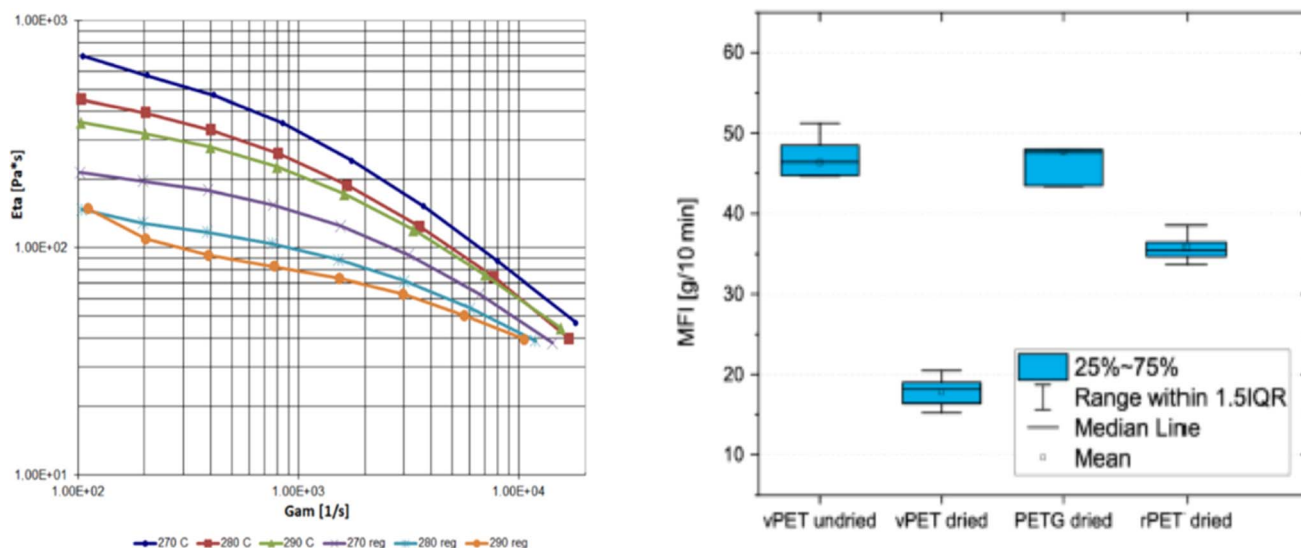 1.00E+03
Eta [Pa*s]
1.00E+02
1.00E+01
1.00E+02
1.00E+03
1.00E+04
Gam [1/s]
270 C 280 C 290 C 270 reg 280 reg 290 reg
MFI [g/10 min]
60
50
40
30
20
10
25%~75%
Range within 1.5IQR
Median Line
Mean
vPET undried vPET dried PETG dried rPET dried